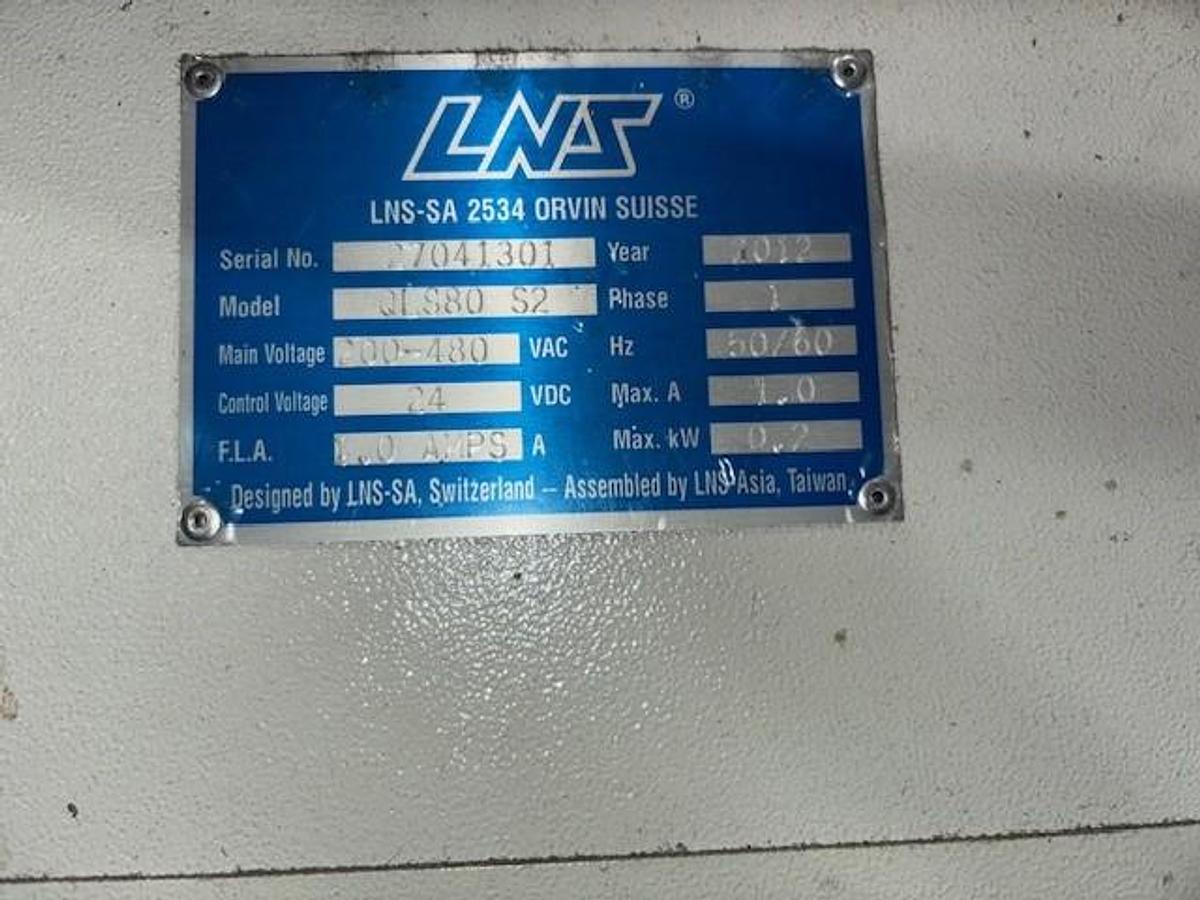 LNS®
LNS-SA 2534 ORVIN SUISSE
Serial No. 27041301 Year 2012
Model QLS80 S2 Phase 1
Main Voltage 200-480 VAC Hz 50/60
Control Voltage 24 VDC Max. A 1.0
F.L.A. 1.0 AMPS A Max. kW 0.2
Designed by LNS-SA, Switzerland – Assembled by LNS Asia, Taiwan